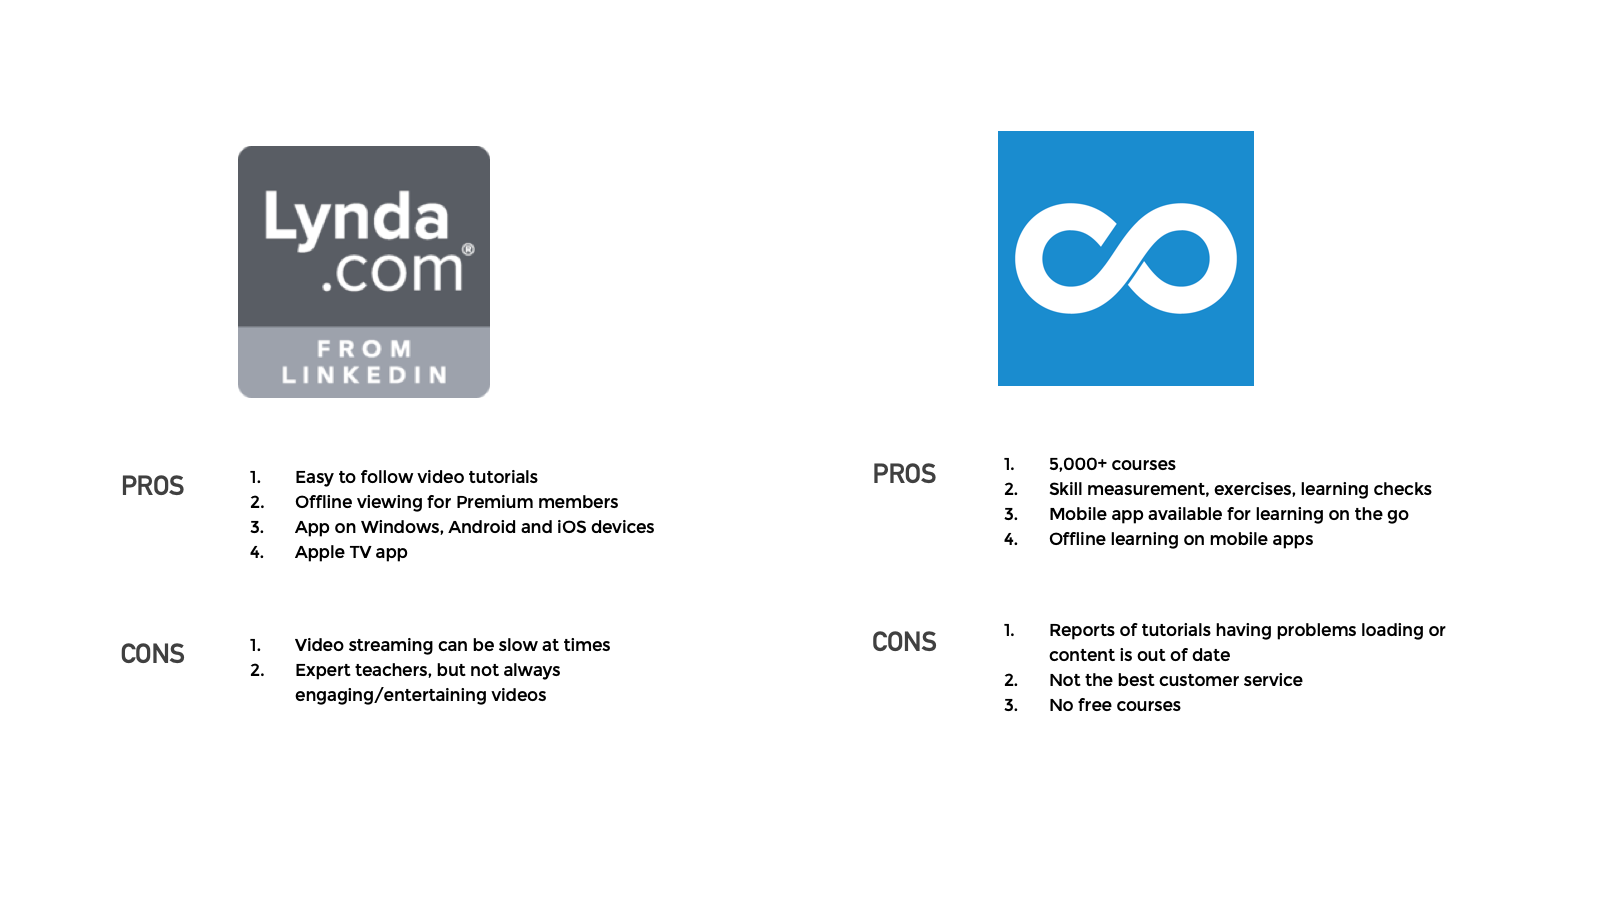 Lynda
.com®
FROM
LINKEDIN
PROS
1. Easy to follow video tutorials
2. Offline viewing for Premium members
3. App on Windows, Android and iOS devices
4. Apple TV app
CONS
1. Video streaming can be slow at times
2. Expert teachers, but not always
engaging/entertaining videos
PROS
1. 5,000+ courses
2. Skill measurement, exercises, learning checks
3. Mobile app available for learning on the go
4. Offline learning on mobile apps
CONS
1. Reports of tutorials having problems loading or
content is out of date
2. Not the best customer service
3. No free courses